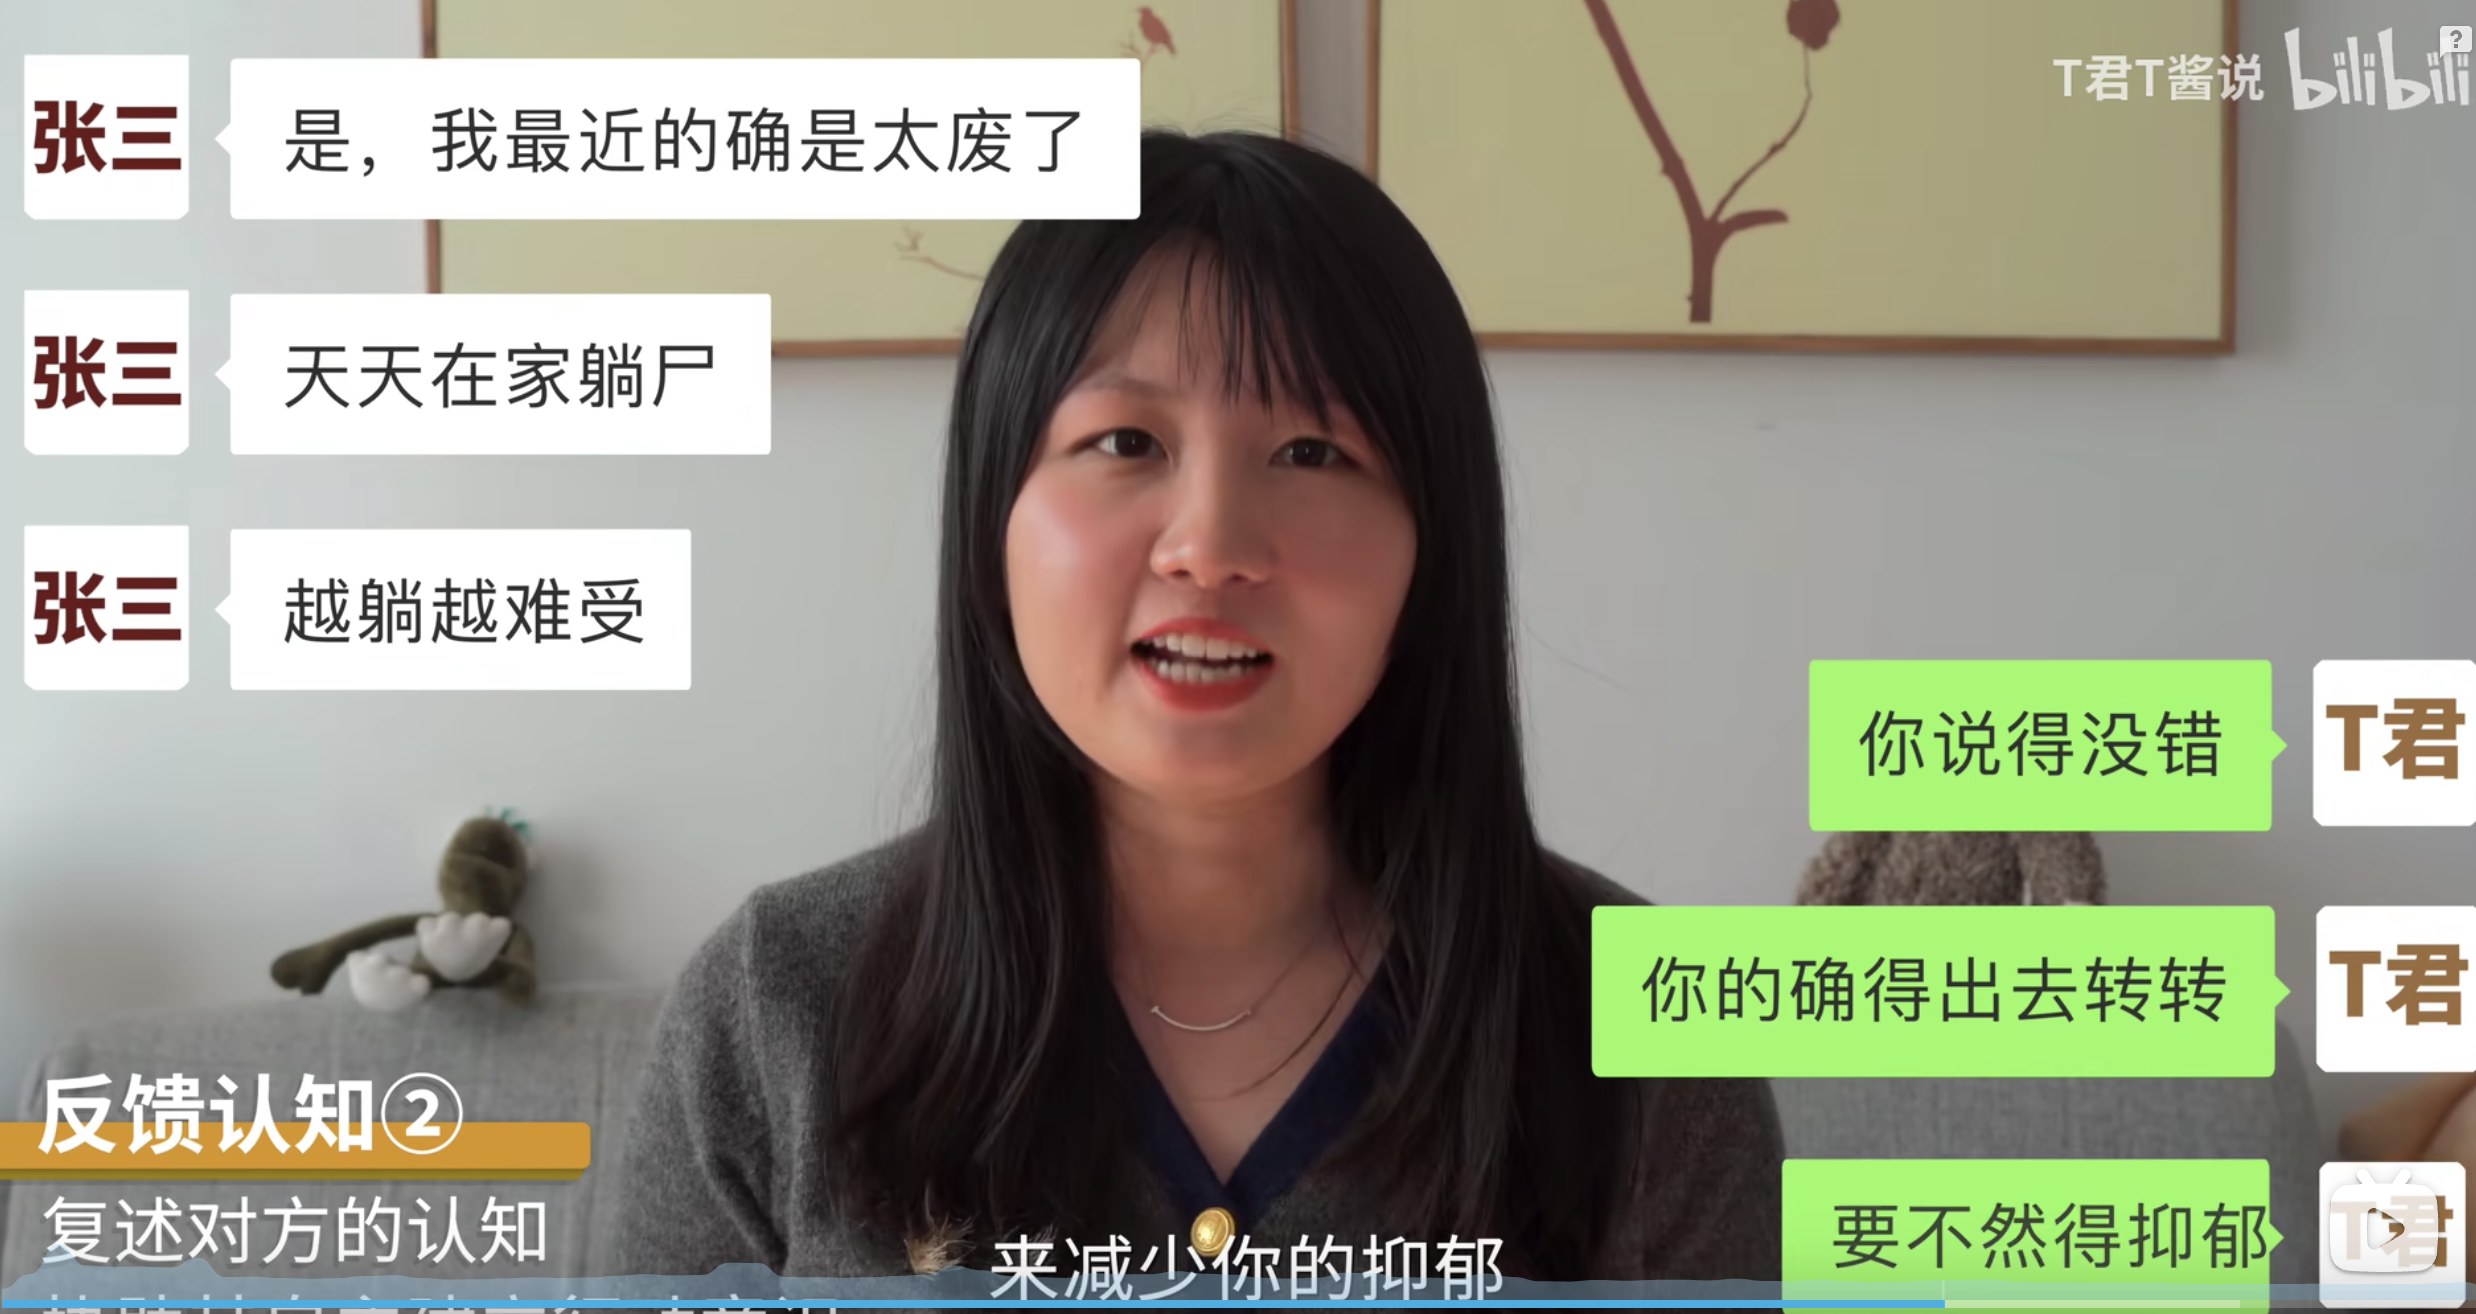 T君T酱说 bilibili
?
张三
是，我最近的确是太废了
张三
天天在家躺尸
张三
越躺越难受
你说得没错
T君
你的确得出去转转
T君
要不然得抑郁
T君
反馈认知②
复述对方的认知
来减少你的抑郁